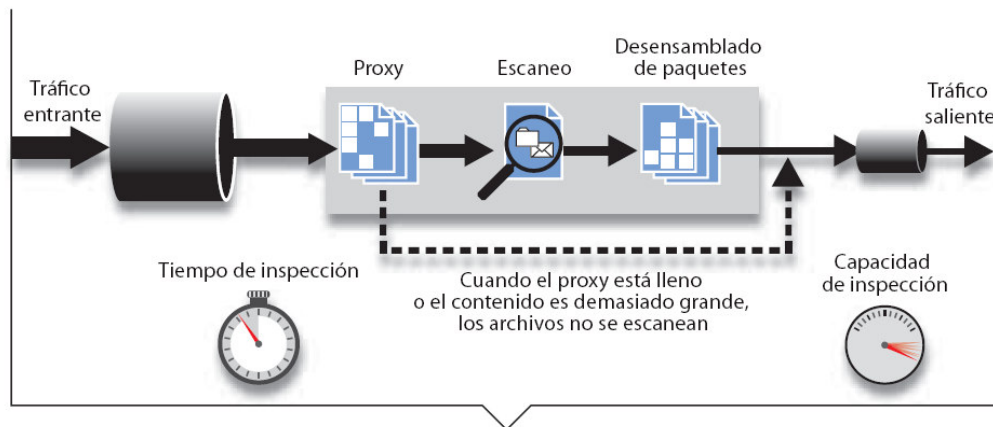 Tráfico
entrante
Proxy
Escaneo
Desensamblado
de paquetes
Tráfico
saliente
Tiempo de inspección
Cuando el proxy está lleno
o el contenido es demasiado grande,
los archivos no se escanean
Capacidad
de inspección